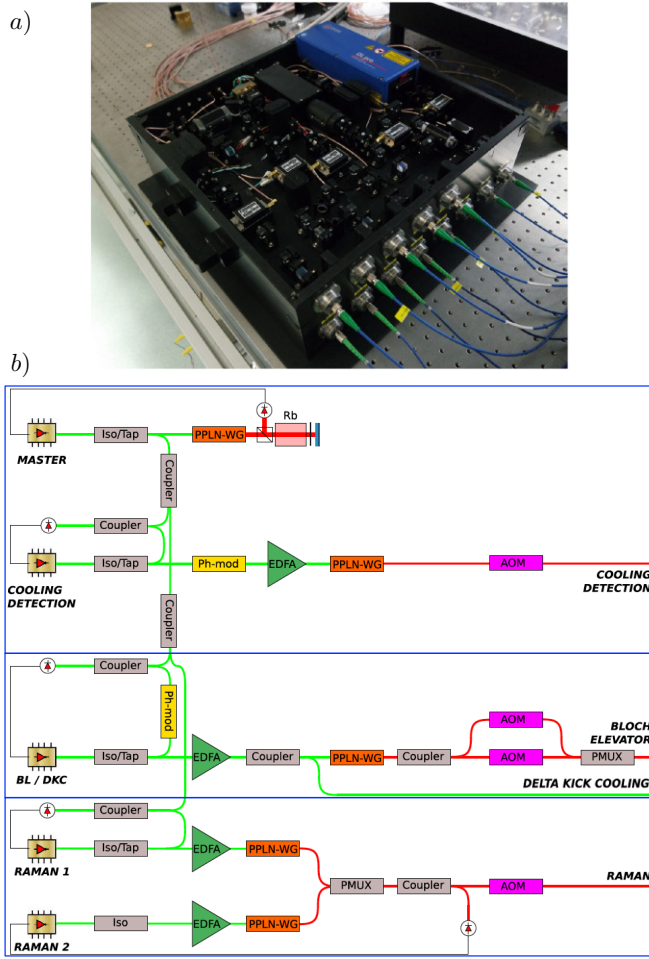 a)
b)
Rb
Iso/Tap
PPLN-WG
MASTER
Coupler
Coupler
Iso/Tap
Ph-mod
EDFA
PPLN-WG
AOM
COOLING
DETECTION
COOLING
DETECTION
Coupler
Coupler
Ph-mod
AOM
BLOCH
ELEVATOR
Iso/Tap
EDFA
Coupler
PPLN-WG
Coupler
AOM
PMUX
BL / DKC
DELTA KICK COOLING
Coupler
Iso/Tap
EDFA
PPLN-WG
RAMAN 1
PMUX
Coupler
AOM
RAMAN
Iso
EDFA
PPLN-WG
RAMAN 2